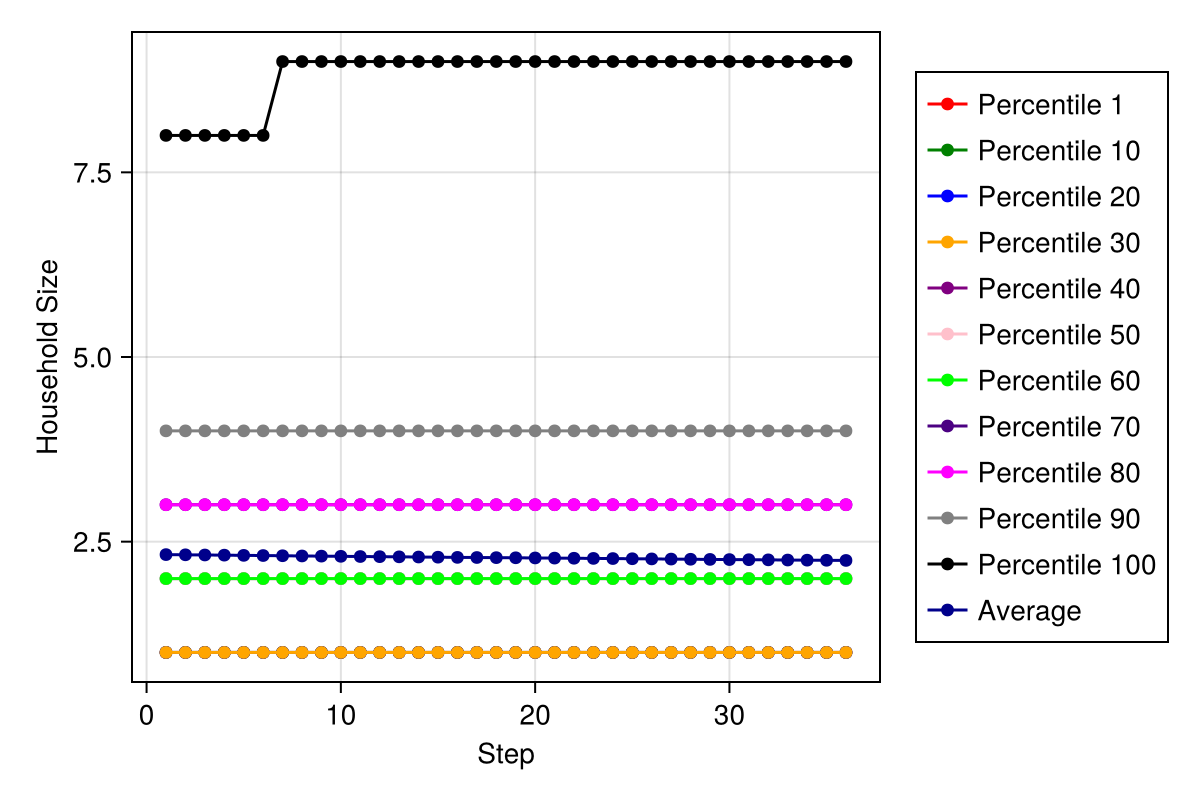 7.5
5.0
2.5
Household Size
0 10 20 30
Step
Percentile 1
Percentile 10
Percentile 20
Percentile 30
Percentile 40
Percentile 50
Percentile 60
Percentile 70
Percentile 80
Percentile 90
Percentile 100
Average